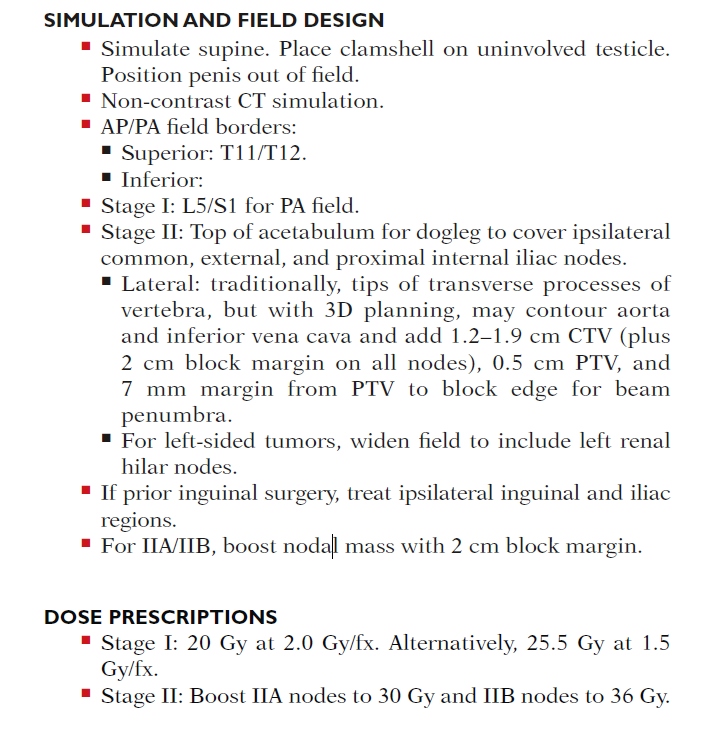 SIMULATION AND FIELD DESIGN
▪ Simulate supine. Place clamshell on uninvolved testicle.
Position penis out of field.
▪ Non-contrast CT simulation.
▪ AP/PA field borders:
▪ Superior: T11/T12.
▪ Inferior:
▪ Stage I: L5/S1 for PA field.
▪ Stage II: Top of acetabulum for dogleg to cover ipsilateral
common, external, and proximal internal iliac nodes.
▪ Lateral: traditionally, tips of transverse processes of
vertebra, but with 3D planning, may contour aorta
and inferior vena cava and add 1.2–1.9 cm CTV (plus
2 cm block margin on all nodes), 0.5 cm PTV, and
7 mm margin from PTV to block edge for beam
penumbra.
▪ For left-sided tumors, widen field to include left renal
hilar nodes.
▪ If prior inguinal surgery, treat ipsilateral inguinal and iliac
regions.
▪ For IIA/IIB, boost nodal mass with 2 cm block margin.
DOSE PRESCRIPTIONS
▪ Stage I: 20 Gy at 2.0 Gy/fx. Alternatively, 25.5 Gy at 1.5
Gy/fx.
▪ Stage II: Boost IIA nodes to 30 Gy and IIB nodes to 36 Gy.